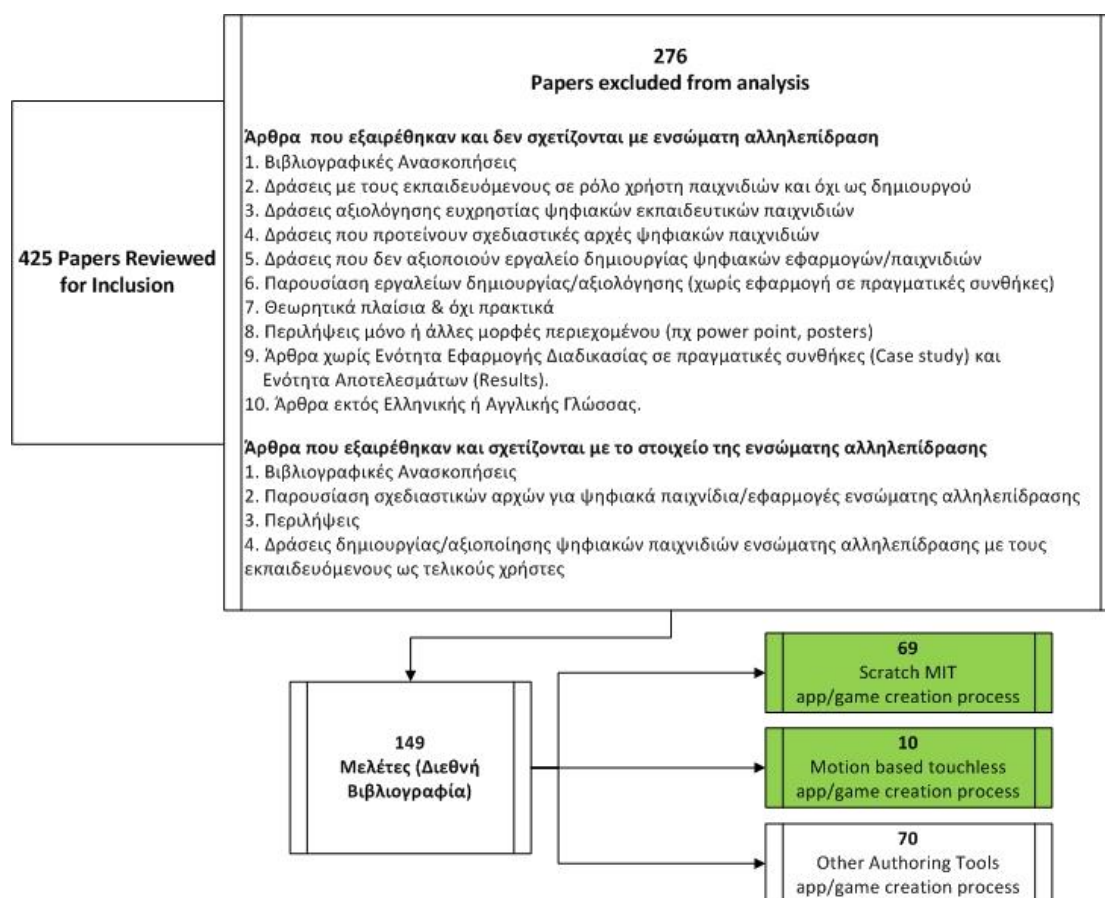 425 Papers Reviewed
for Inclusion
276
Papers excluded from analysis
Άρθρα που εξαιρέθηκαν και δεν σχετίζονται με ενσώματη αλληλεπίδραση
1. Βιβλιογραφικές Ανασκοπήσεις
2. Δράσεις με τους εκπαιδευόμενους σε ρόλο χρήστη παιχνιδιών και όχι ως δημιουργού
3. Δράσεις αξιολόγησης ευχρηστίας ψηφιακών εκπαιδευτικών παιχνιδιών
4. Δράσεις που προτείνουν σχεδιαστικές αρχές ψηφιακών παιχνιδιών
5. Δράσεις που δεν αξιοποιούν εργαλείο δημιουργίας ψηφιακών εφαρμογών/παιχνιδιών
6. Παρουσίαση εργαλείων δημιουργίας/αξιολόγησης (χωρίς εφαρμογή σε πραγματικές συνθήκες)
7. Θεωρητικά πλαίσια & όχι πρακτικά
8. Περιλήψεις μόνο ή άλλες μορφές περιεχομένου (πχ power point, posters)
9. Άρθρα χωρίς Ενότητα Εφαρμογής Διαδικασίας σε πραγματικές συνθήκες (Case study) και
Ενότητα Αποτελεσμάτων (Results).
10. Άρθρα εκτός Ελληνικής ή Αγγλικής Γλώσσας.
Άρθρα που εξαιρέθηκαν και σχετίζονται με το στοιχείο της ενσώματης αλληλεπίδρασης
1. Βιβλιογραφικές Ανασκοπήσεις
2. Παρουσίαση σχεδιαστικών αρχών για ψηφιακά παιχνίδια/εφαρμογές ενσώματης αλληλεπίδρασης
3. Περιλήψεις
4. Δράσεις δημιουργίας/αξιοποίησης ψηφιακών παιχνιδιών ενσώματης αλληλεπίδρασης με τους
εκπαιδευόμενους ως τελικούς χρήστες
149
Μελέτες (Διεθνή
Βιβλιογραφία)
69
Scratch MIT
app/game creation process
10
Motion based touchless
app/game creation process
70
Other Authoring Tools
app/game creation process